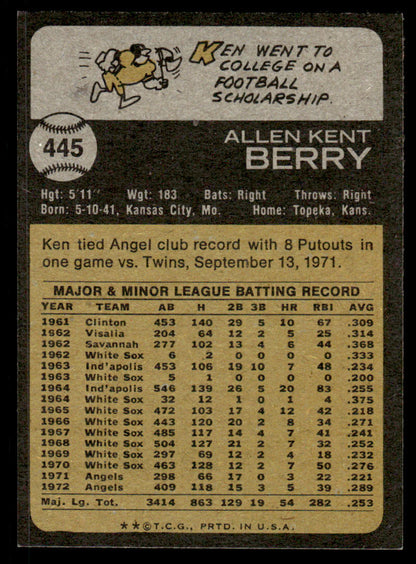 KEN WENT TO
COLLEGE ON A
FOOTBALL
SCHOLARSHIP.
445
ALLEN KENT
BERRY
Hgt: 5'11" Wgt: 183 Bats: Right Throws: Right
Born: 5-10-41, Kansas City, Mo. Home: Topeka, Kans.
Ken tied Angel club record with 8 Putouts in
one game vs. Twins, September 13, 1971.
MAJOR & MINOR LEAGUE BATTING RECORD
YEAR TEAM AB H 2B 3B HR RBI AVG
1961 Clinton 453 140 29 5 10 67 .309
1962 Visalia 204 64 12 2 5 25 .314
1962 Savannah 277 102 13 4 6 44 .368
1962 White Sox 6 2 0 0 0 0 .333
1963 Ind'apolis 453 106 19 10 7 48 .234
1963 White Sox 5 1 0 0 0 0 .200
1964 Ind'apolis 546 139 26 5 20 83 .255
1964 White Sox 32 12 1 0 1 4 .375
1965 White Sox 472 103 17 4 12 42 .218
1966 White Sox 443 120 20 2 8 34 .271
1967 White Sox 485 117 14 4 7 41 .241
1968 White Sox 504 127 21 2 7 32 .252
1969 White Sox 297 69 12 2 4 18 .232
1970 White Sox 463 128 12 2 7 50 .276
1971 Angels 298 66 17 0 3 22 .221
1972 Angels 409 118 15 3 5 39 .289
Maj. Lg. Tot. 3414 863 129 19 54 282 .253
★★©T.C.G., PRTD. IN U.S.A.